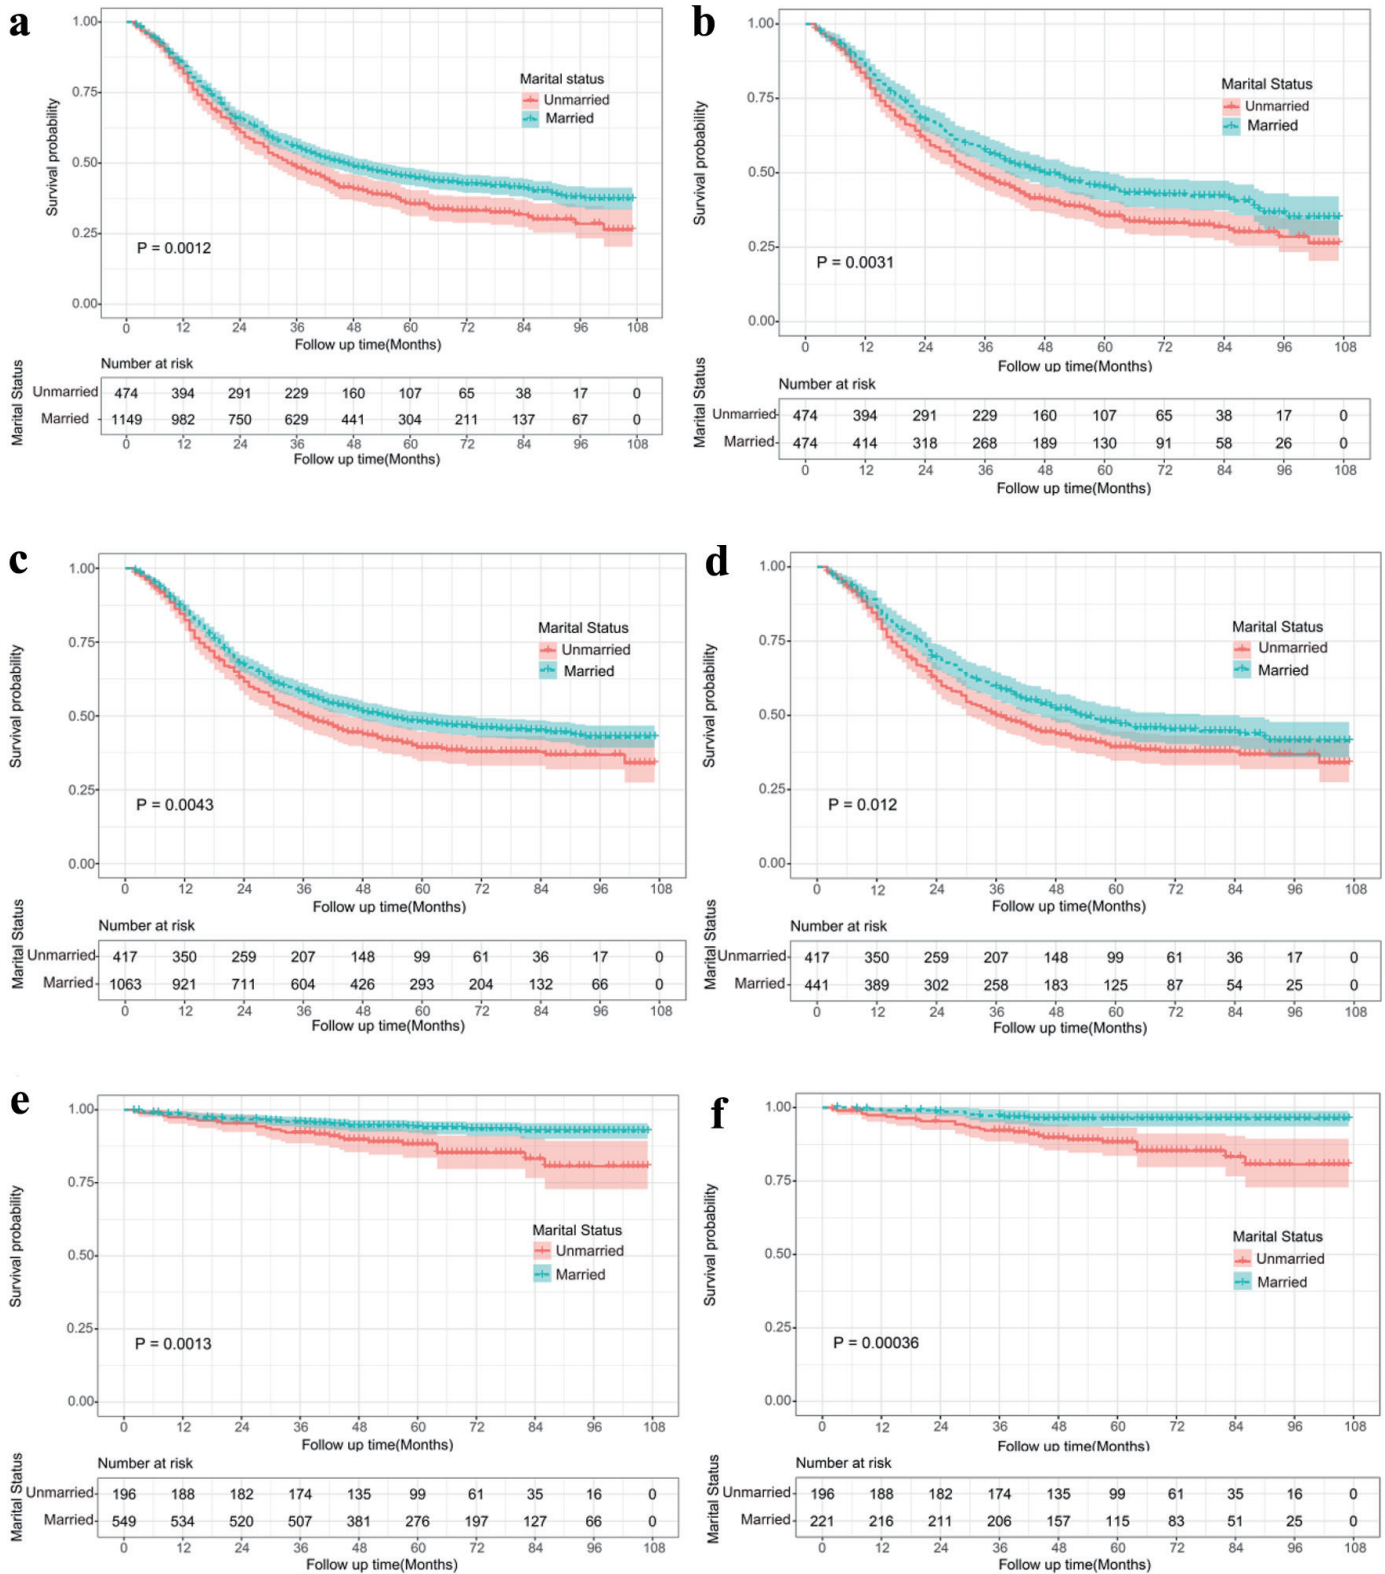 a
Survival probability
1.00
0.75
0.50
0.25
0.00
Marital status
Unmarried
Married
P = 0.0012
0 12 24 36 48 60 72 84 96 108
Follow up time(Months)
Marital Status
Number at risk
Unmarried 474 394 291 229 160 107 65 38 17 0
Married 1149 982 750 629 441 304 211 137 67 0
0 12 24 36 48 60 72 84 96 108
Follow up time(Months)
b
Survival probability
1.00
0.75
0.50
0.25
0.00
Marital Status
Unmarried
Married
P = 0.0031
0 12 24 36 48 60 72 84 96 108
Follow up time(Months)
Marital Status
Number at risk
Unmarried 474 394 291 229 160 107 65 38 17 0
Married 474 414 318 268 189 130 91 58 26 0
0 12 24 36 48 60 72 84 96 108
Follow up time(Months)
c
Survival probability
1.00
0.75
0.50
0.25
0.00
Marital Status
Unmarried
Married
P = 0.0043
0 12 24 36 48 60 72 84 96 108
Follow up time(Months)
Marital Status
Number at risk
Unmarried 417 350 259 207 148 99 61 36 17 0
Married 1063 921 711 604 426 293 204 132 66 0
0 12 24 36 48 60 72 84 96 108
Follow up time(Months)
d
Survival probability
1.00
0.75
0.50
0.25
0.00
Marital Status
Unmarried
Married
P = 0.012
0 12 24 36 48 60 72 84 96 108
Follow up time(Months)
Marital Status
Number at risk
Unmarried 417 350 259 207 148 99 61 36 17 0
Married 441 389 302 258 183 125 87 54 25 0
0 12 24 36 48 60 72 84 96 108
Follow up time(Months)
e
Survival probability
1.00
0.75
0.50
0.25
0.00
Marital Status
Unmarried
Married
P = 0.0013
0 12 24 36 48 60 72 84 96 108
Follow up time(Months)
Marital Status
Number at risk
Unmarried 196 188 182 174 135 99 61 35 16 0
Married 549 534 520 507 381 276 197 127 66 0
0 12 24 36 48 60 72 84 96 108
Follow up time(Months)
f
Survival probability
1.00
0.75
0.50
0.25
0.00
Marital Status
Unmarried
Married
P = 0.00036
0 12 24 36 48 60 72 84 96 108
Follow up time(Months)
Marital Status
Number at risk
Unmarried 196 188 182 174 135 99 61 35 16 0
Married 221 216 211 206 157 115 83 51 25 0
0 12 24 36 48 60 72 84 96 108
Follow up time(Months)